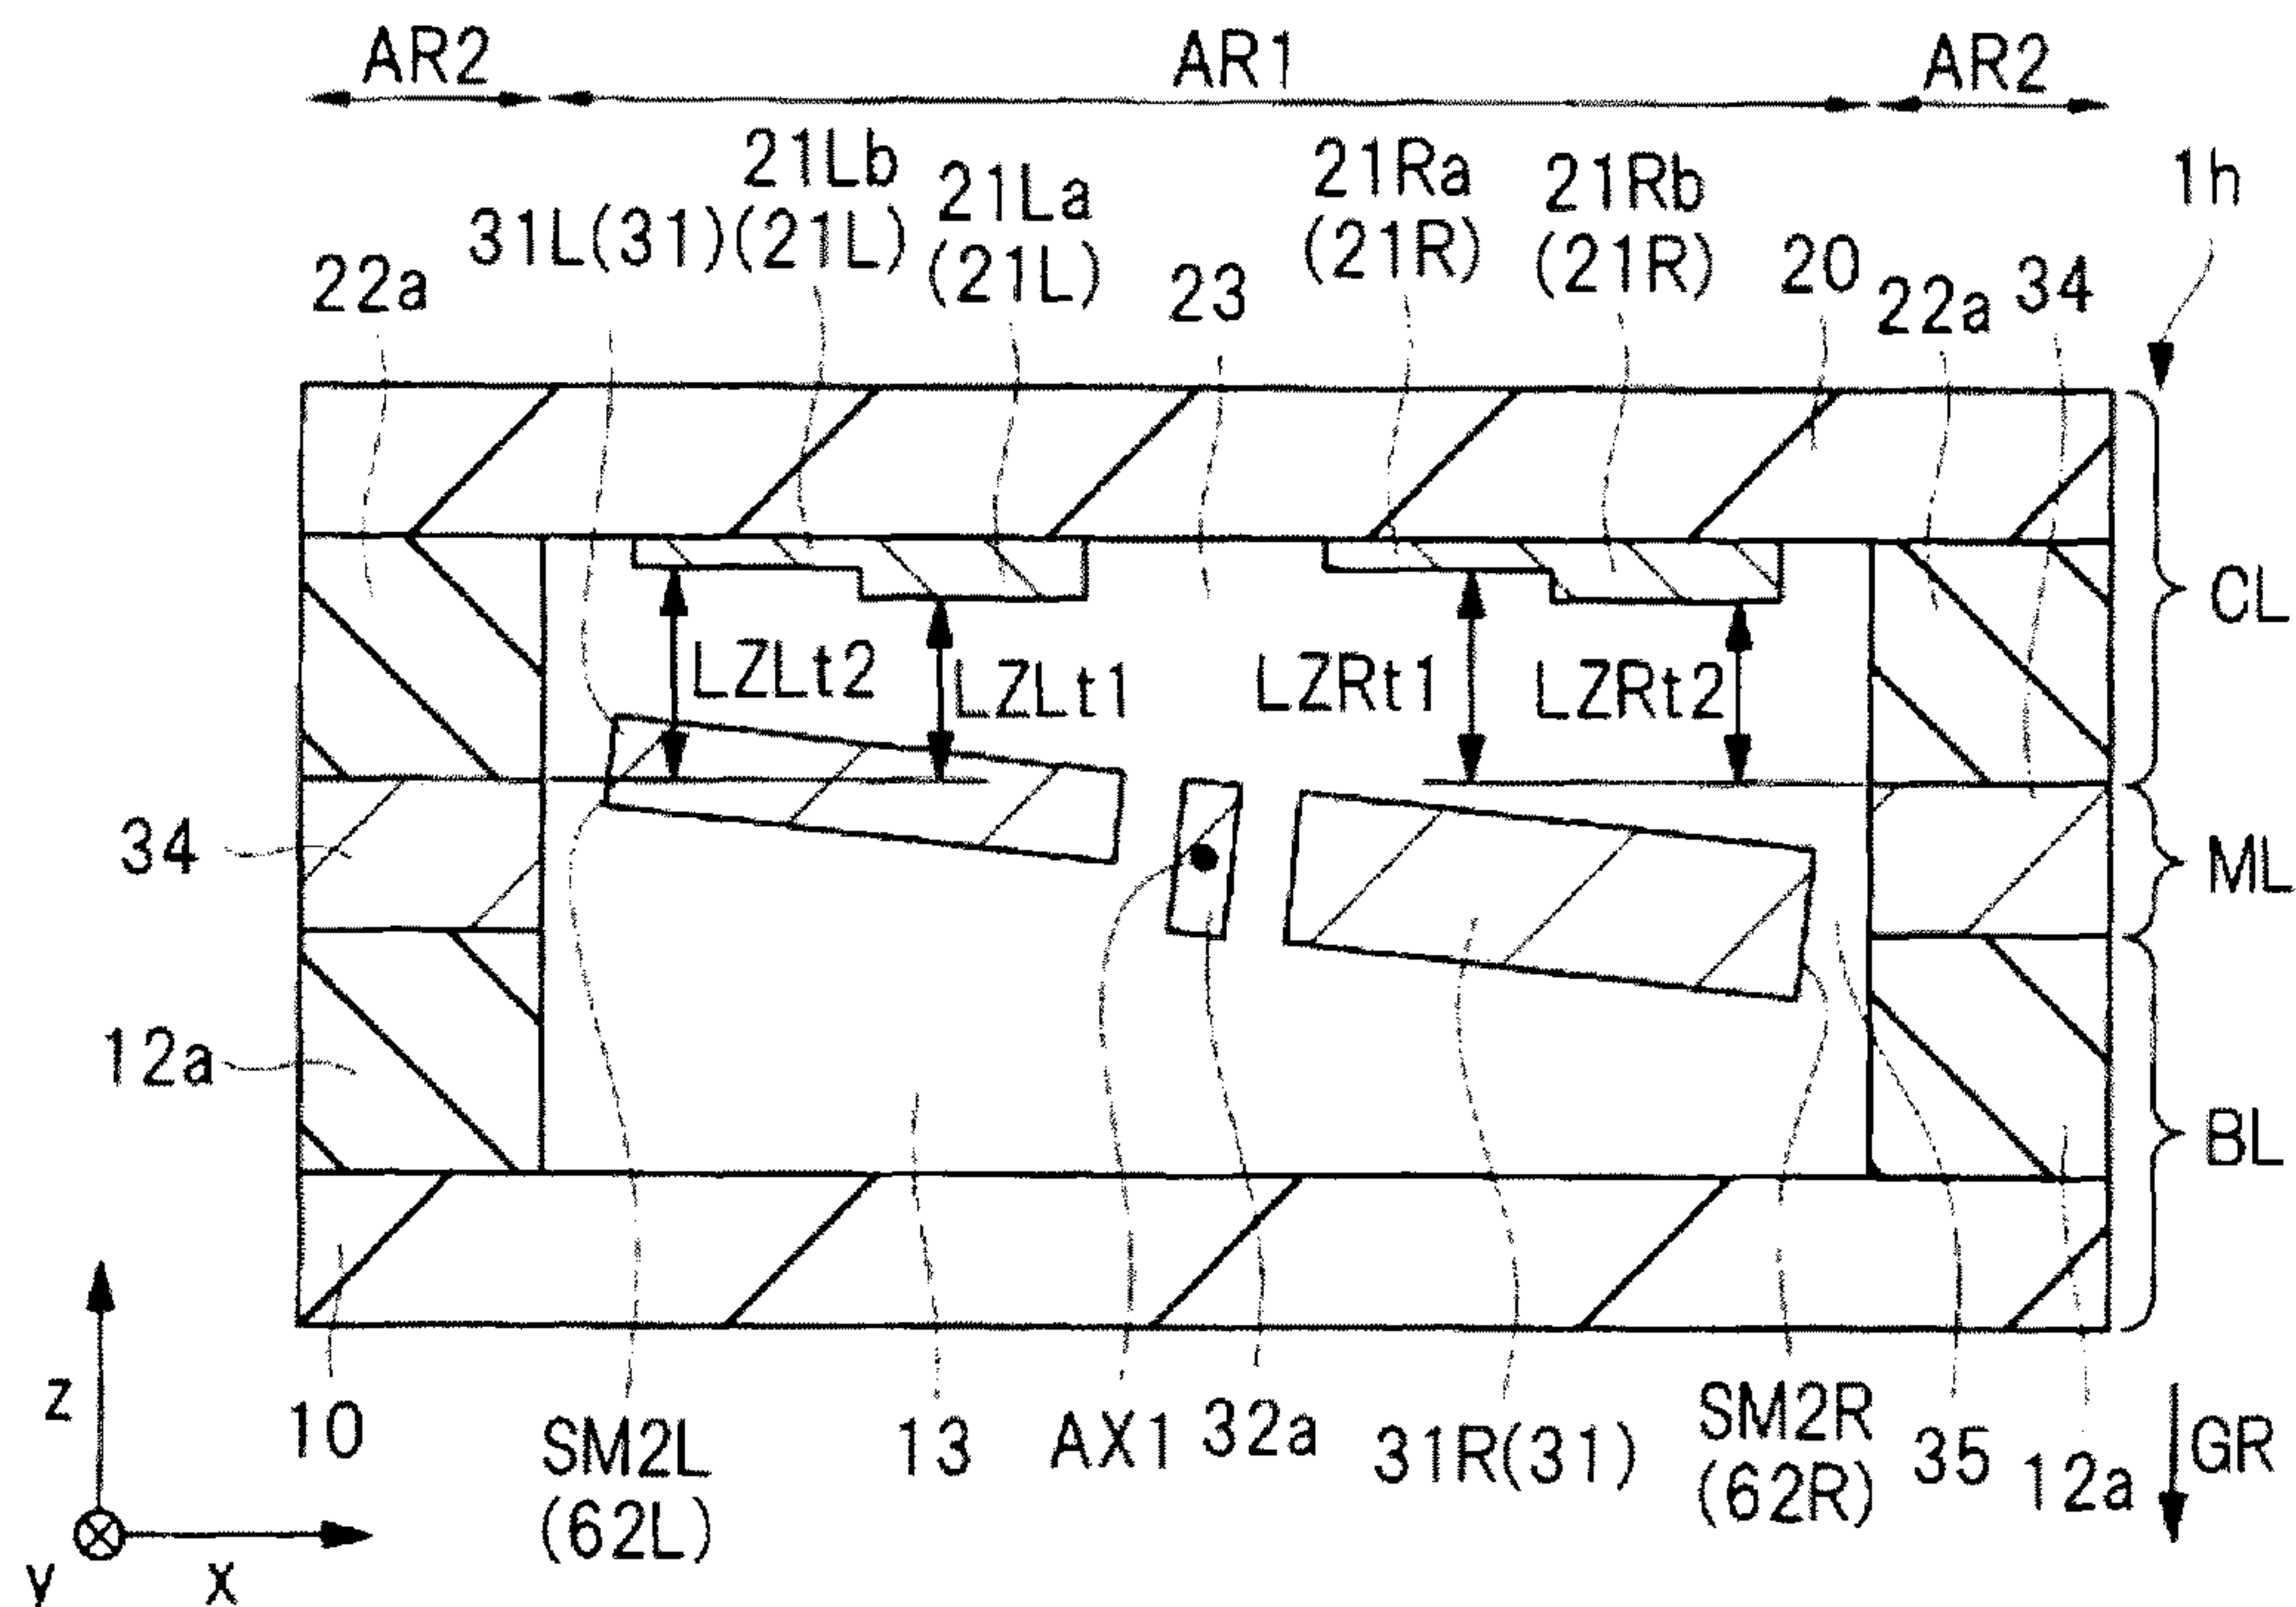 AR2 AR1 AR2
21Lb 21La 21Ra 21Rb 1h
31L(31) (21L) (21L) (21R) (21R)
22a 23 20 22a 34
LZLt2 LZLt1 LZRt1 LZRt2 CL
34 ML
12a BL
z 10 SM2L 13 AX1 32a 31R(31) SM2R 35 12a GR
(62L) (62R)
y x